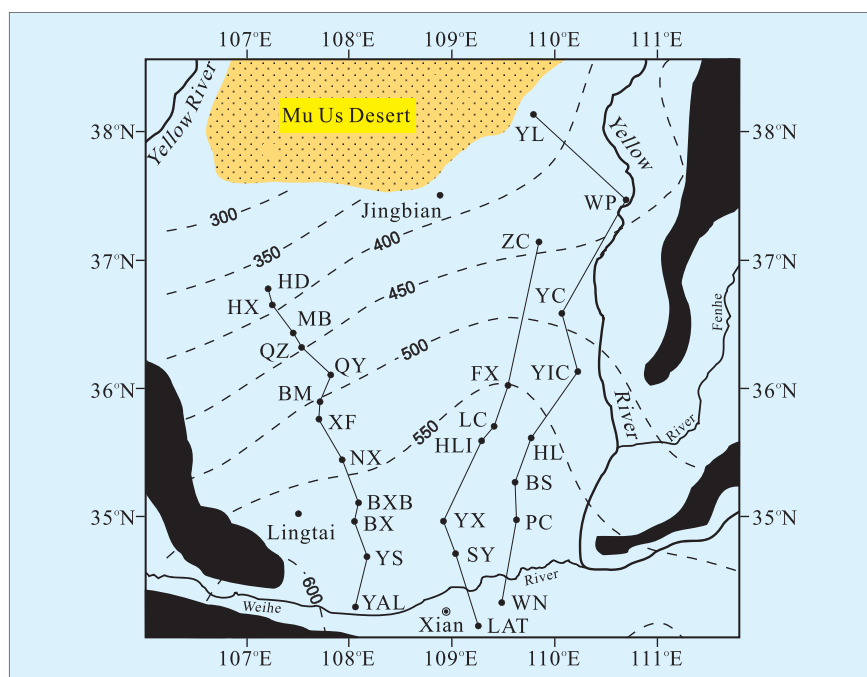 107°E 108°E 109°E 110°E 111°E
Yellow River
Mu Us Desert
38°N
38°N
YL
Yellow
Jingbian
WP
300
350
400
ZC
37°N
37°N
HD
450
HX
YC
Fenhe
MB
QZ
500
QY
FX
YIC
36°N
36°N
BM
XF
LC
550
River
River
HLI
HL
NX
BS
BXB
35°N
35°N
BX
YX
PC
Lingtai
YS
SY
River
600
Weihe
YAL
WN
Xian
LAT
107°E 108°E 109°E 110°E 111°E